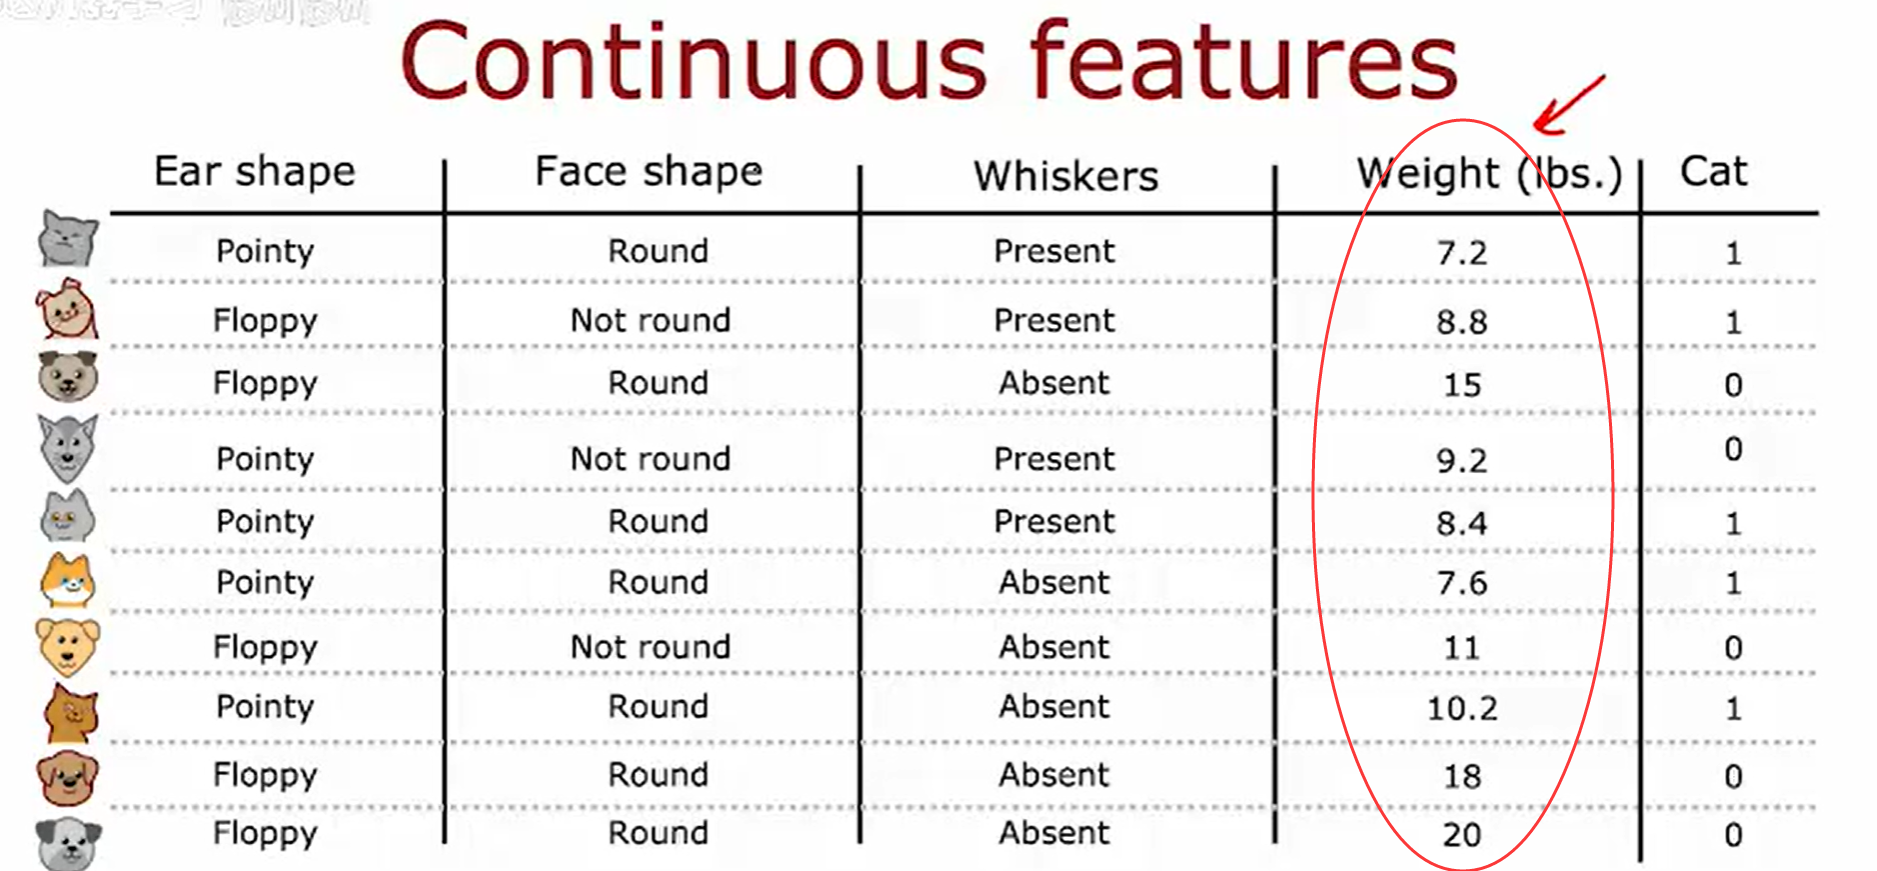 Continuous features
Ear shape Face shape Whiskers Weight (lbs.) Cat
Pointy Round Present 7.2 1
Floppy Not round Present 8.8 1
Floppy Round Absent 15 0
Pointy Not round Present 9.2 0
Pointy Round Present 8.4 1
Pointy Round Absent 7.6 1
Floppy Not round Absent 11 0
Pointy Round Absent 10.2 1
Floppy Round Absent 18 0
Floppy Round Absent 20 0